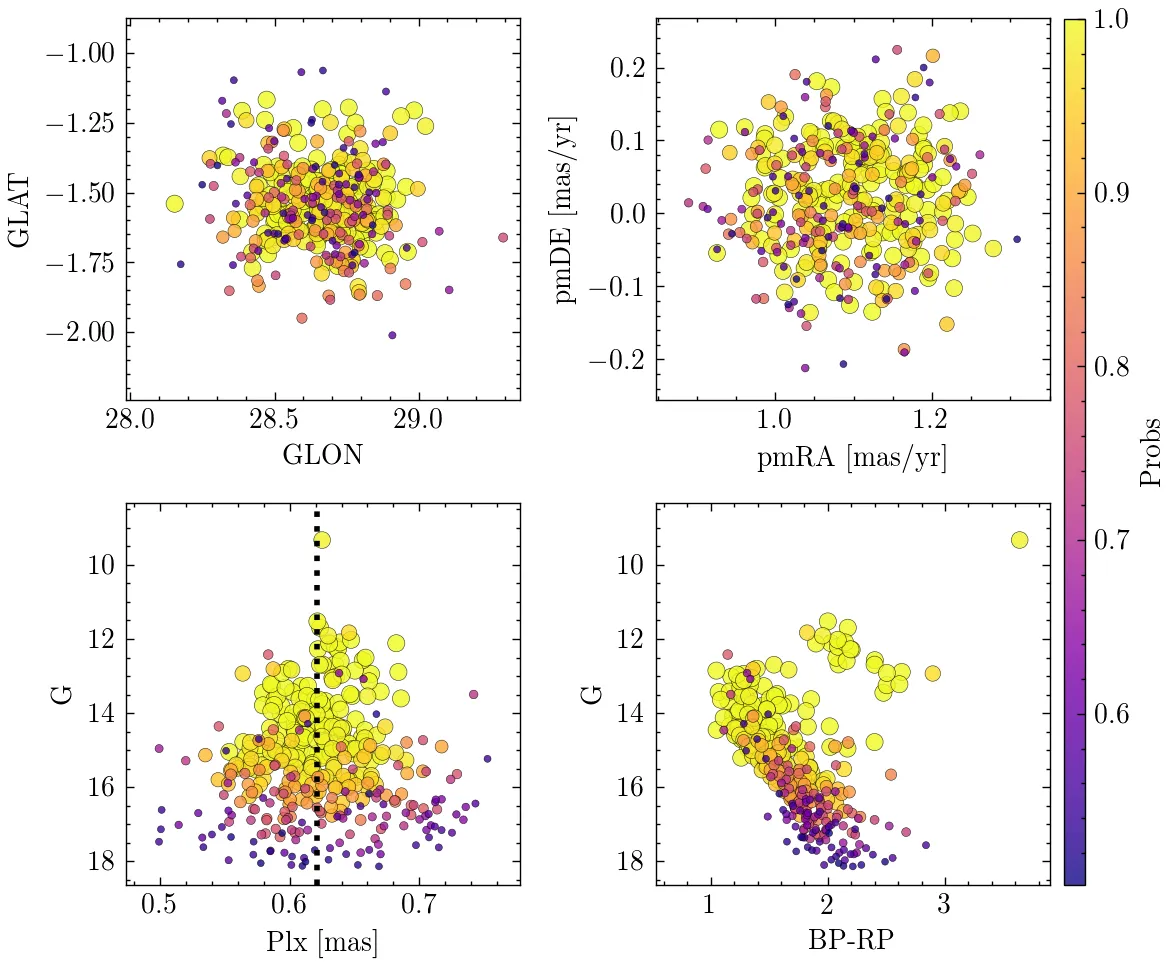 −1.00
−1.25
−1.50
−1.75
−2.00
GLAT
28.0 28.5 29.0
GLON
0.2
0.1
0.0
−0.1
−0.2
pmDE [mas/yr]
1.0 1.2
pmRA [mas/yr]
1.0
0.9
0.8
0.7
0.6
Probs
10
12
14
16
18
G
0.5 0.6 0.7
Plx [mas]
10
12
14
16
18
G
1 2 3
BP-RP